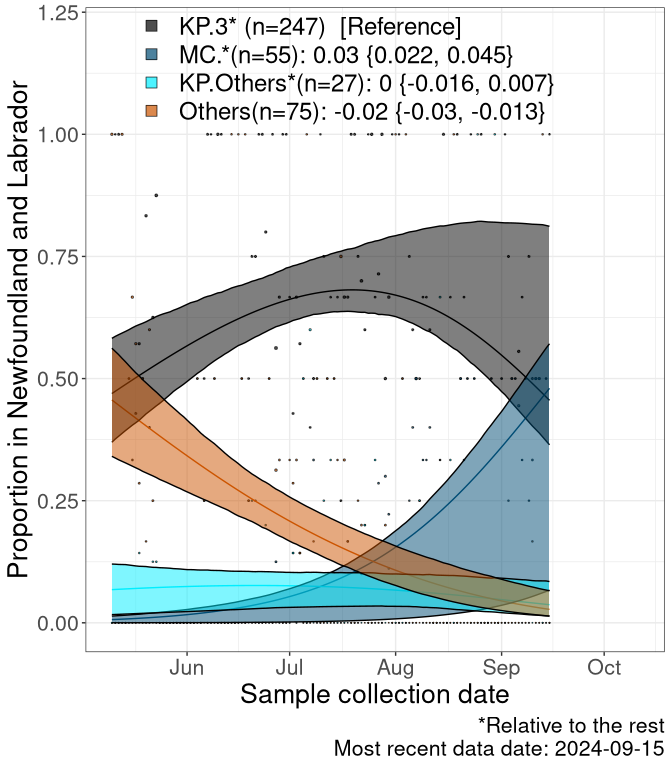 KP.3* (n=247)  [Reference]
MC.*(n=55): 0.03 {0.022, 0.045}
KP.Others*(n=27): 0 {-0.016, 0.007}
Others(n=75): -0.02 {-0.03, -0.013}
Proportion in Newfoundland and Labrador
1.25
1.00
0.75
0.50
0.25
0.00
Jun Jul Aug Sep Oct
Sample collection date
*Relative to the rest
Most recent data date: 2024-09-15